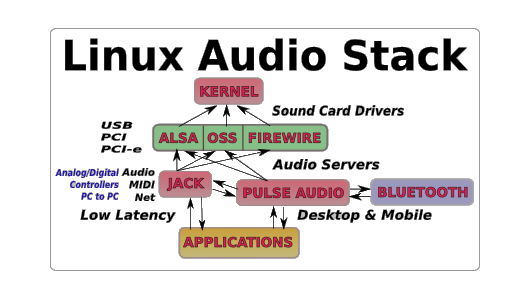 Linux Audio Stack
KERNEL
Sound Card Drivers
USB
PCI
PCI-e
ALSA OSS FIREWIRE
Audio Servers
Analog/Digital Audio
Controllers MIDI
PC to PC Net
JACK
PULSE AUDIO
BLUETOOTH
Low Latency
Desktop & Mobile
APPLICATIONS